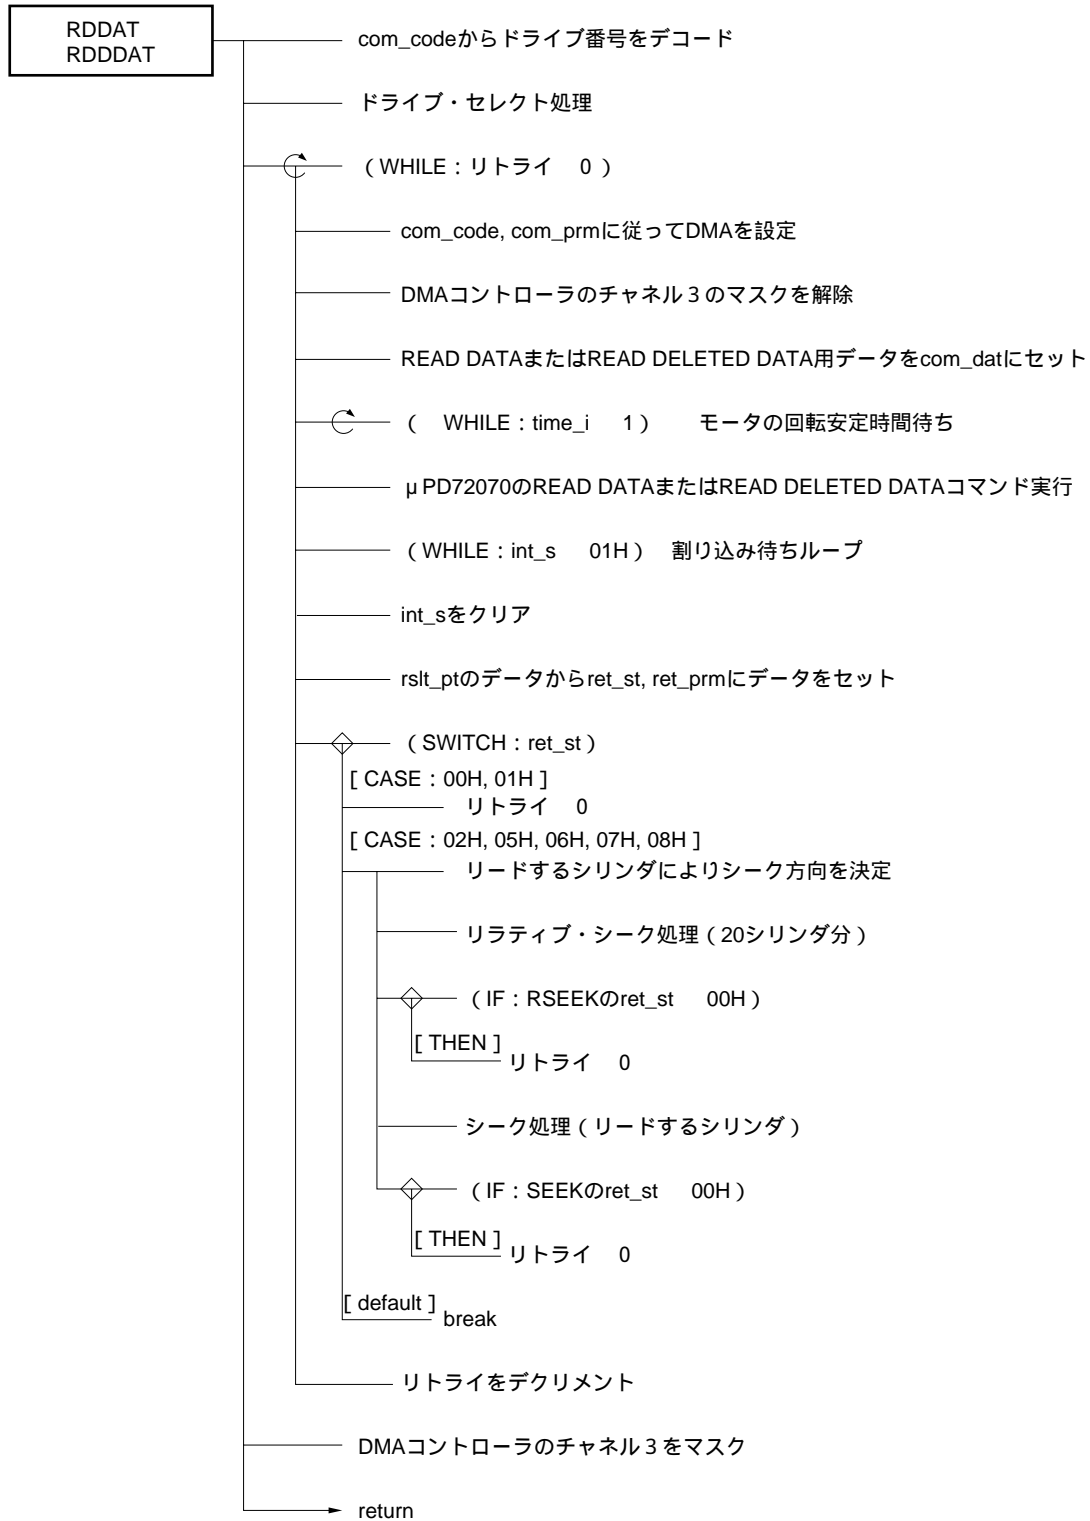 RDDAT
RDDDAT
com_codeからドライブ番号をデコード
ドライブ・セレクト処理
(WHILE:リトライ 0)
com_code, com_prmに従ってDMAを設定
DMAコントローラのチャネル3のマスクを解除
READ DATAまたはREAD DELETED DATA用データをcom_datにセット
( WHILE:time_i 1) モータの回転安定時間待ち
μPD72070のREAD DATAまたはREAD DELETED DATAコマンド実行
(WHILE:int_s 01H) 割り込み待ちループ
int_sをクリア
rslt_ptのデータからret_st, ret_prmにデータをセット
(SWITCH:ret_st)
[CASE:00H, 01H]
リトライ 0
[CASE:02H, 05H, 06H, 07H, 08H]
リードするシリンダによりシーク方向を決定
リラティブ・シーク処理(20シリンダ分)
(IF:RSEEKのret_st 00H)
[THEN]
リトライ 0
シーク処理(リードするシリンダ)
(IF:SEEKのret_st 00H)
[THEN]
リトライ 0
[default]
break
リトライをデクリメント
DMAコントローラのチャネル3をマスク
return